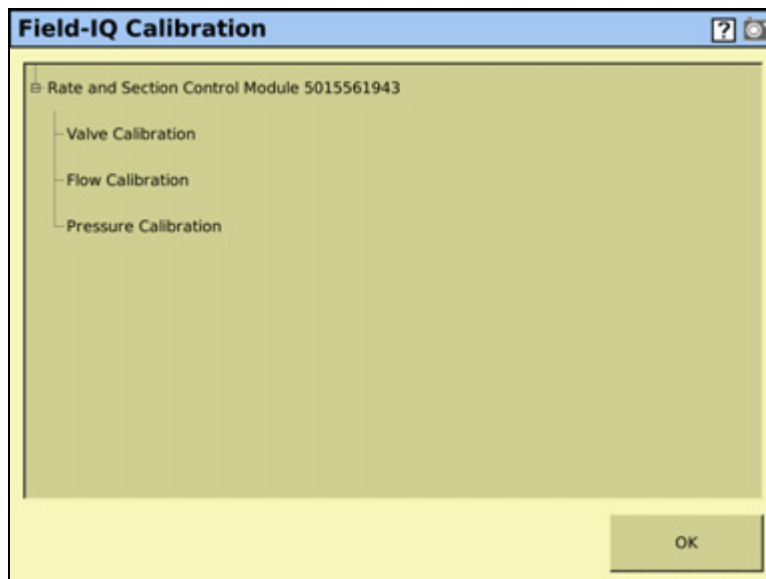 Field-IQ Calibration
?
Rate and Section Control Module 5015561943
Valve Calibration
Flow Calibration
Pressure Calibration
OK